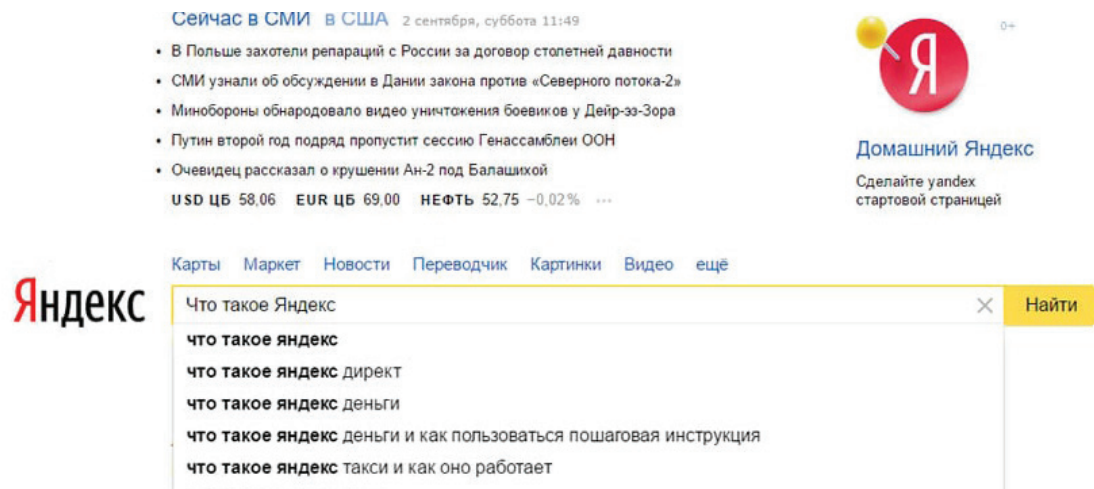 Сейчас в СМИ в США 2 сентября, суббота 11:49
• В Польше захотели репараций с России за договор столетней давности
• СМИ узнали об обсуждении в Дании закона против «Северного потока-2»
• Минобороны обнародовало видео уничтожения боевиков у Дейр-эз-Зора
• Путин второй год подряд пропустит сессию Генассамблеи ООН
• Очевидец рассказал о крушении Ан-2 под Балашихой
USD ЦБ 58,06 EUR ЦБ 69,00 НЕФТЬ 52,75 −0,02% ...
0+
Я
Домашний Яндекс
Сделайте yandex
стартовой страницей
Карты Маркет Новости Переводчик Картинки Видео ещё
Яндекс
Что такое Яндекс
Найти
что такое яндекс
что такое яндекс директ
что такое яндекс деньги
что такое яндекс деньги и как пользоваться пошаговая инструкция
что такое яндекс такси и как оно работает